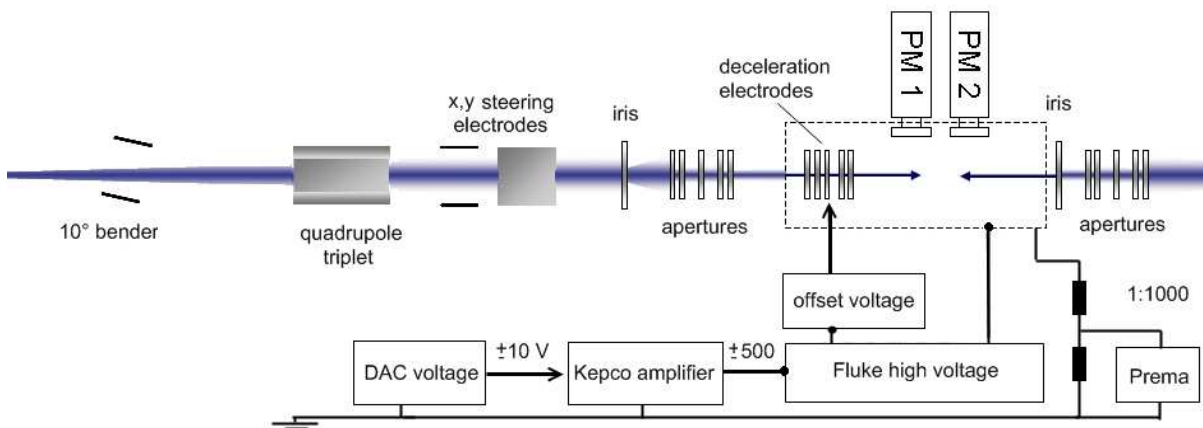 PM 1
PM 2
deceleration
electrodes
x,y steering
electrodes
iris
iris
10° bender
quadrupole
triplet
apertures
apertures
offset voltage
1:1000
DAC voltage
±10 V
Kepco amplifier
±500
Fluke high voltage
Prema